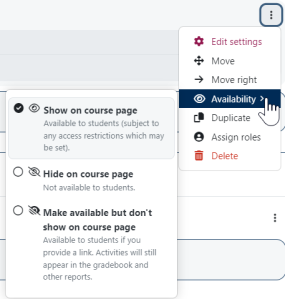 Edit settings
Move
Move right
Availability
Duplicate
Assign roles
Delete
Show on course page
Available to students (subject to
any access restrictions which may
be set).
Hide on course page
Not available to students.
Make available but don't
show on course page
Available to students if you
provide a link. Activities will still
appear in the gradebook and
other reports.